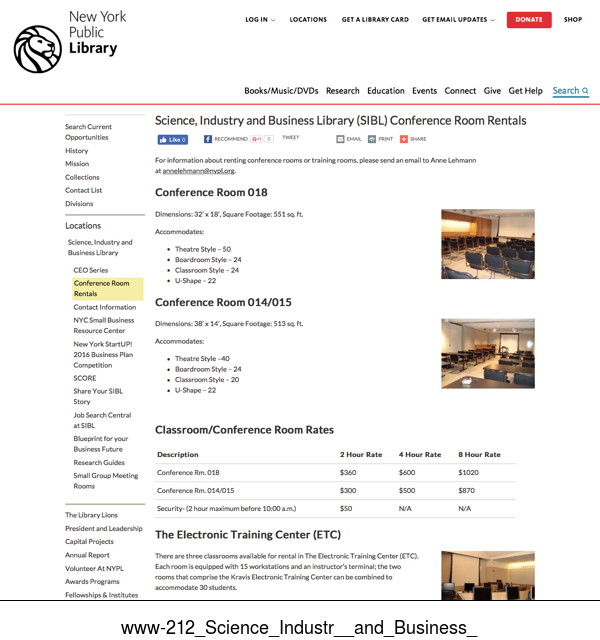 New York
Public
Library
LOG IN
LOCATIONS
GET A LIBRARY CARD
GET EMAIL UPDATES
DONATE
SHOP
Books/Music/DVDs
Research
Education
Events
Connect
Give
Get Help
Search
Search Current
Opportunities
History
Mission
Collections
Contact List
Divisions
Locations
Science, Industry and
Business Library
CEO Series
Conference Room
Rentals
Contact Information
NYC Small Business
Resource Center
New York StartUP!
2016 Business Plan
Competition
SCORE
Share Your SIBL
Story
Job Search Central
at SIBL
Blueprint for your
Business Future
Research Guides
Small Group Meeting
Rooms
The Library Lions
President and Leadership
Capital Projects
Annual Report
Volunteer At NYPL
Awards Programs
Fellowships & Institutes
Science, Industry and Business Library (SIBL) Conference Room Rentals
Like 0
RECOMMEND
G+1 0
TWEET
EMAIL
PRINT
SHARE
For information about renting conference rooms or training rooms, please send an email to Anne Lehmann
at annelehmann@nypl.org.
Conference Room 018
Dimensions: 32' x 18', Square Footage: 551 sq. ft.
Accommodates:
• Theatre Style – 50
• Boardroom Style – 24
• Classroom Style – 24
• U-Shape – 22
Conference Room 014/015
Dimensions: 38' x 14', Square Footage: 513 sq. ft.
Accommodates:
• Theatre Style –40
• Boardroom Style – 24
• Classroom Style – 20
• U-Shape – 22
Classroom/Conference Room Rates
Description 2 Hour Rate 4 Hour Rate 8 Hour Rate
Conference Rm. 018 $360 $600 $1020
Conference Rm. 014/015 $300 $500 $870
Security- (2 hour maximum before 10:00 a.m.) $50 N/A N/A
The Electronic Training Center (ETC)
There are three classrooms available for rental in The Electronic Training Center (ETC).
Each room is equipped with 15 workstations and an instructor's terminal; the two
rooms that comprise the Kravis Electronic Training Center can be combined to
accommodate 30 students.
www-212_Science_Industr__and_Business_